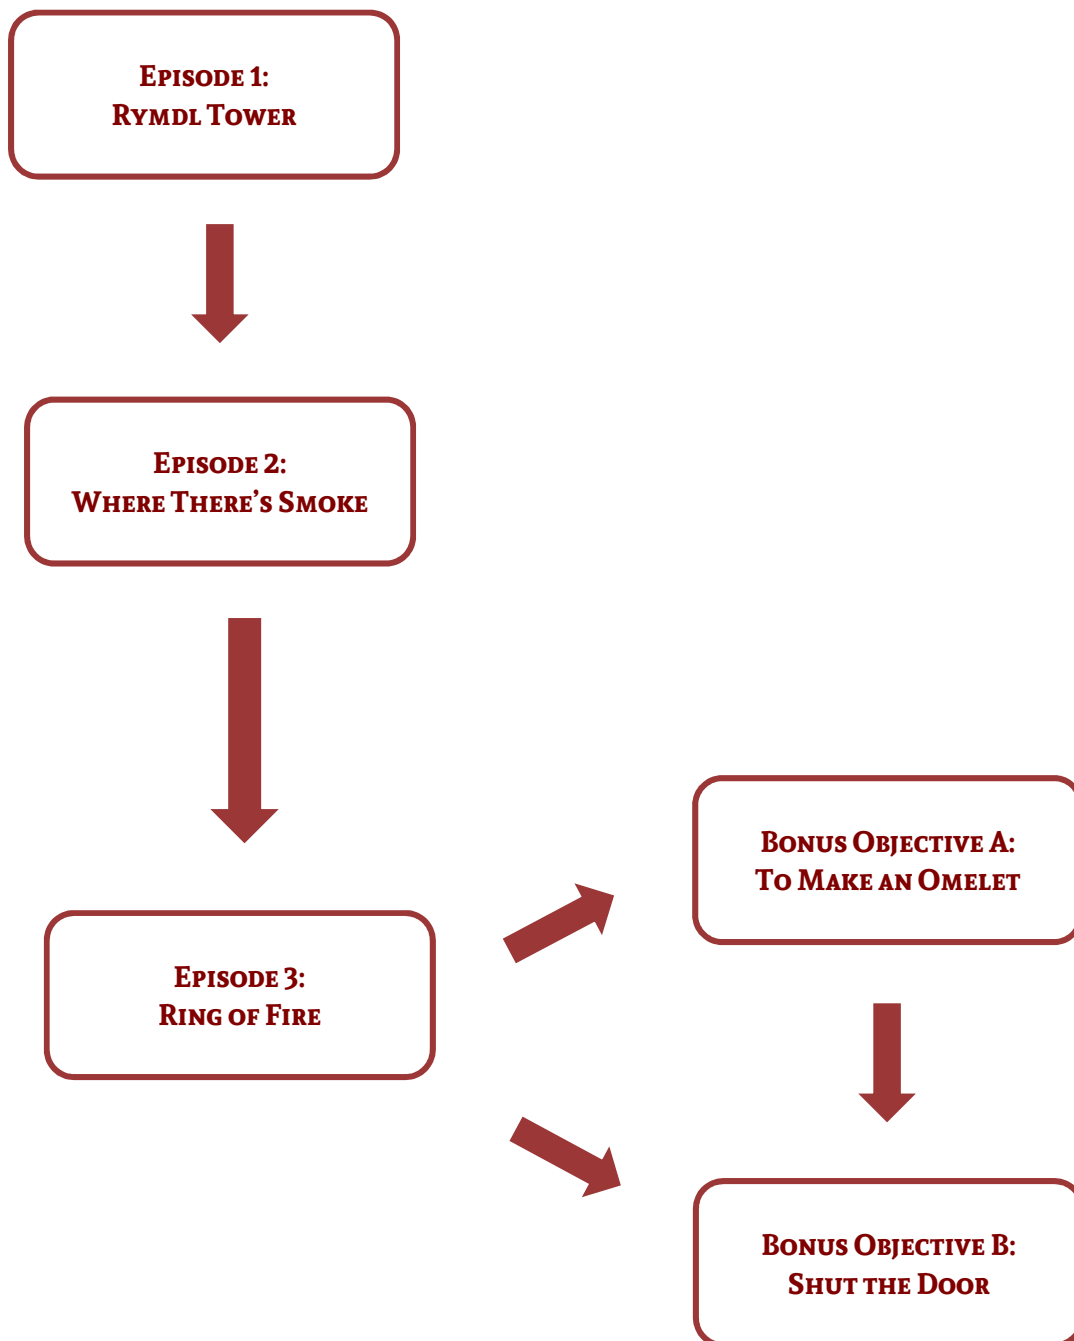 Episode 1:
Rymdl Tower
Episode 2:
Where There’s Smoke
Episode 3:
Ring of Fire
Bonus Objective A:
To Make an Omelet
Bonus Objective B:
Shut the Door